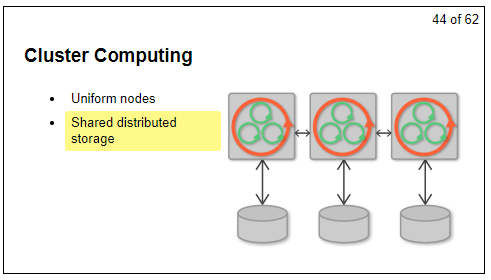 44 of 62
Cluster Computing
• Uniform nodes
• Shared distributed
storage